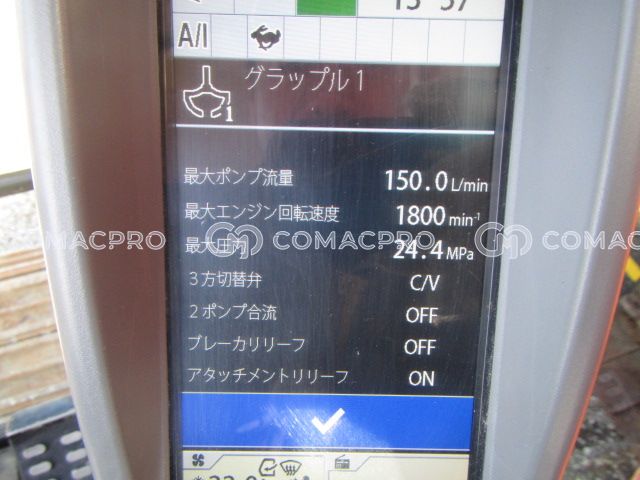 A/I
グラップル1
1
最大ポンプ流量 150.0 L/min
最大エンジン回転速度 1800 min-1
最大圧力 24.4 MPa
3方切替弁 C/V
2ポンプ合流 OFF
ブレーカリリーフ OFF
アタッチメントリリーフ ON
MACPRO COMACPRO COMACP